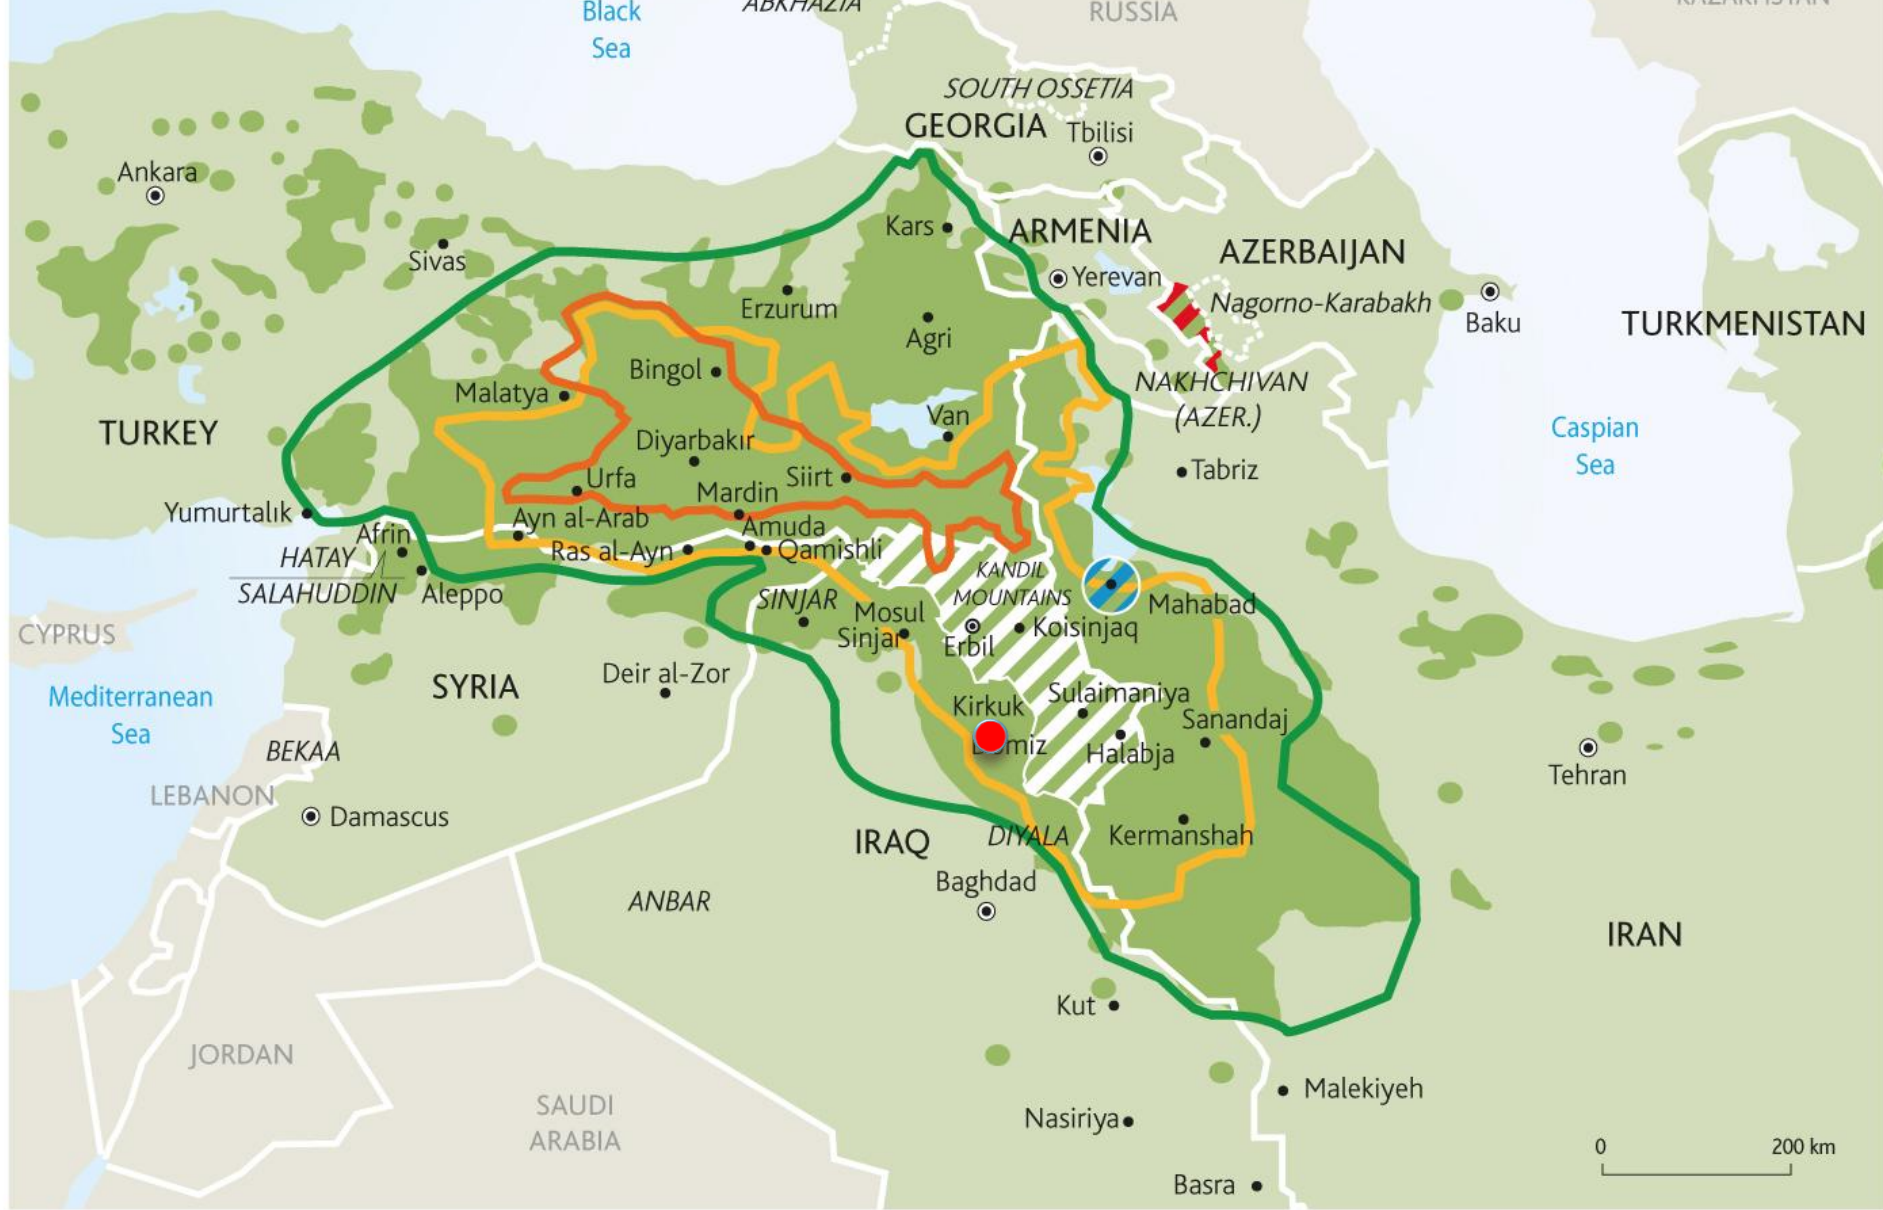 Black
Sea
ABKHAZIA
RUSSIA
KAZAKHSTAN
SOUTH OSSETIA
GEORGIA
Tbilisi
Ankara
Kars
ARMENIA
AZERBAIJAN
Sivas
Yerevan
Erzurum
Nagorno-Karabakh
Baku
TURKMENISTAN
Agri
Bingol
Malatya
NAKHCHIVAN
(AZER.)
Van
TURKEY
Caspian
Sea
Diyarbakır
Tabriz
Urfa
Siirt
Mardin
Yumurtalık
Ayn al-Arab
Amuda
Afrin
Ras al-Ayn
Qamishli
HATAY
KANDIL
MOUNTAINS
SALAHUDDIN
Aleppo
SINJAR
Mahabad
Mosul
Sinjar
CYPRUS
Koisinjaq
Erbil
Deir al-Zor
SYRIA
Mediterranean
Sea
Sulaimaniya
Kirkuk
Sanandaj
BEKAA
Halabja
Tehran
LEBANON
Damascus
DIYALA
Kermanshah
IRAQ
Baghdad
ANBAR
IRAN
Kut
JORDAN
Malekiyeh
SAUDI
ARABIA
Nasiriya
0 200 km
Basra